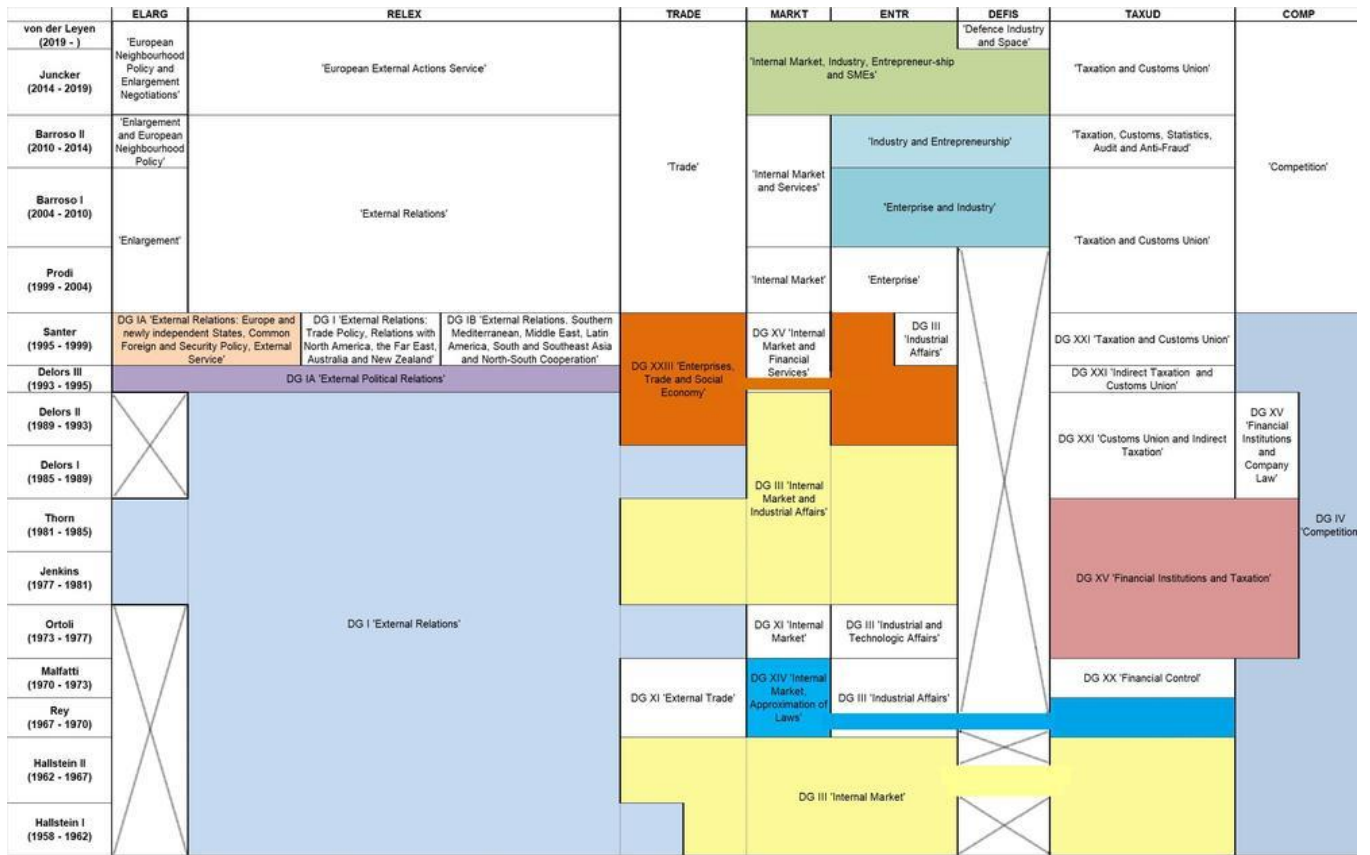 ELARG RELEX TRADE MARKT ENTR DEFIS TAXUD COMP
von der Leyen
(2019 - )
'European
Neighbourhood
Policy and
Enlargement
Negotiations'
'European External Actions Service'
'Internal Market, Industry, Entrepreneur-ship
and SMEs'
'Defence Industry
and Space'
'Taxation and Customs Union'
Juncker
(2014 - 2019)
Barroso II
(2010 - 2014)
'Enlargement
and European
Neighbourhood
Policy'
'Trade'
'Internal Market
and Services'
'Industry and Entrepreneurship'
'Taxation, Customs, Statistics,
Audit and Anti-Fraud'
'Competition'
Barroso I
(2004 - 2010)
'Enlargement'
'External Relations'
'Enterprise and Industry'
'Taxation and Customs Union'
Prodi
(1999 - 2004)
'Internal Market'
'Enterprise'
Santer
(1995 - 1999)
DG IA 'External Relations: Europe and
newly independent States, Common
Foreign and Security Policy, External
Service'
DG I 'External Relations:
Trade Policy, Relations with
North America, the Far East,
Australia and New Zealand'
DG IB 'External Relations. Southern
Mediterranean, Middle East, Latin
America, South and Southeast Asia
and North-South Cooperation'
DG XXIII 'Enterprises,
Trade and Social
Economy'
DG XV 'Internal
Market and
Financial
Services'
DG III
'Industrial
Affairs'
DG XXI 'Taxation and Customs Union'
Delors III
(1993 - 1995)
DG IA 'External Political Relations'
DG XXI 'Indirect Taxation and
Customs Union'
Delors II
(1989 - 1993)
DG XXI 'Customs Union and Indirect
Taxation'
DG XV
'Financial
Institutions
and
Company
Law'
Delors I
(1985 - 1989)
DG III 'Internal
Market and
Industrial Affairs'
Thorn
(1981 - 1985)
DG IV
'Competition
Jenkins
(1977 - 1981)
DG XV 'Financial Institutions and Taxation'
Ortoli
(1973 - 1977)
DG I 'External Relations'
DG XI 'Internal
Market'
DG III 'Industrial and
Technologic Affairs'
Malfatti
(1970 - 1973)
DG XI 'External Trade'
DG XIV 'Internal
Market,
Approximation of
Laws'
DG III 'Industrial Affairs'
DG XX 'Financial Control'
Rey
(1967 - 1970)
Hallstein II
(1962 - 1967)
DG III 'Internal Market'
Hallstein I
(1958 - 1962)